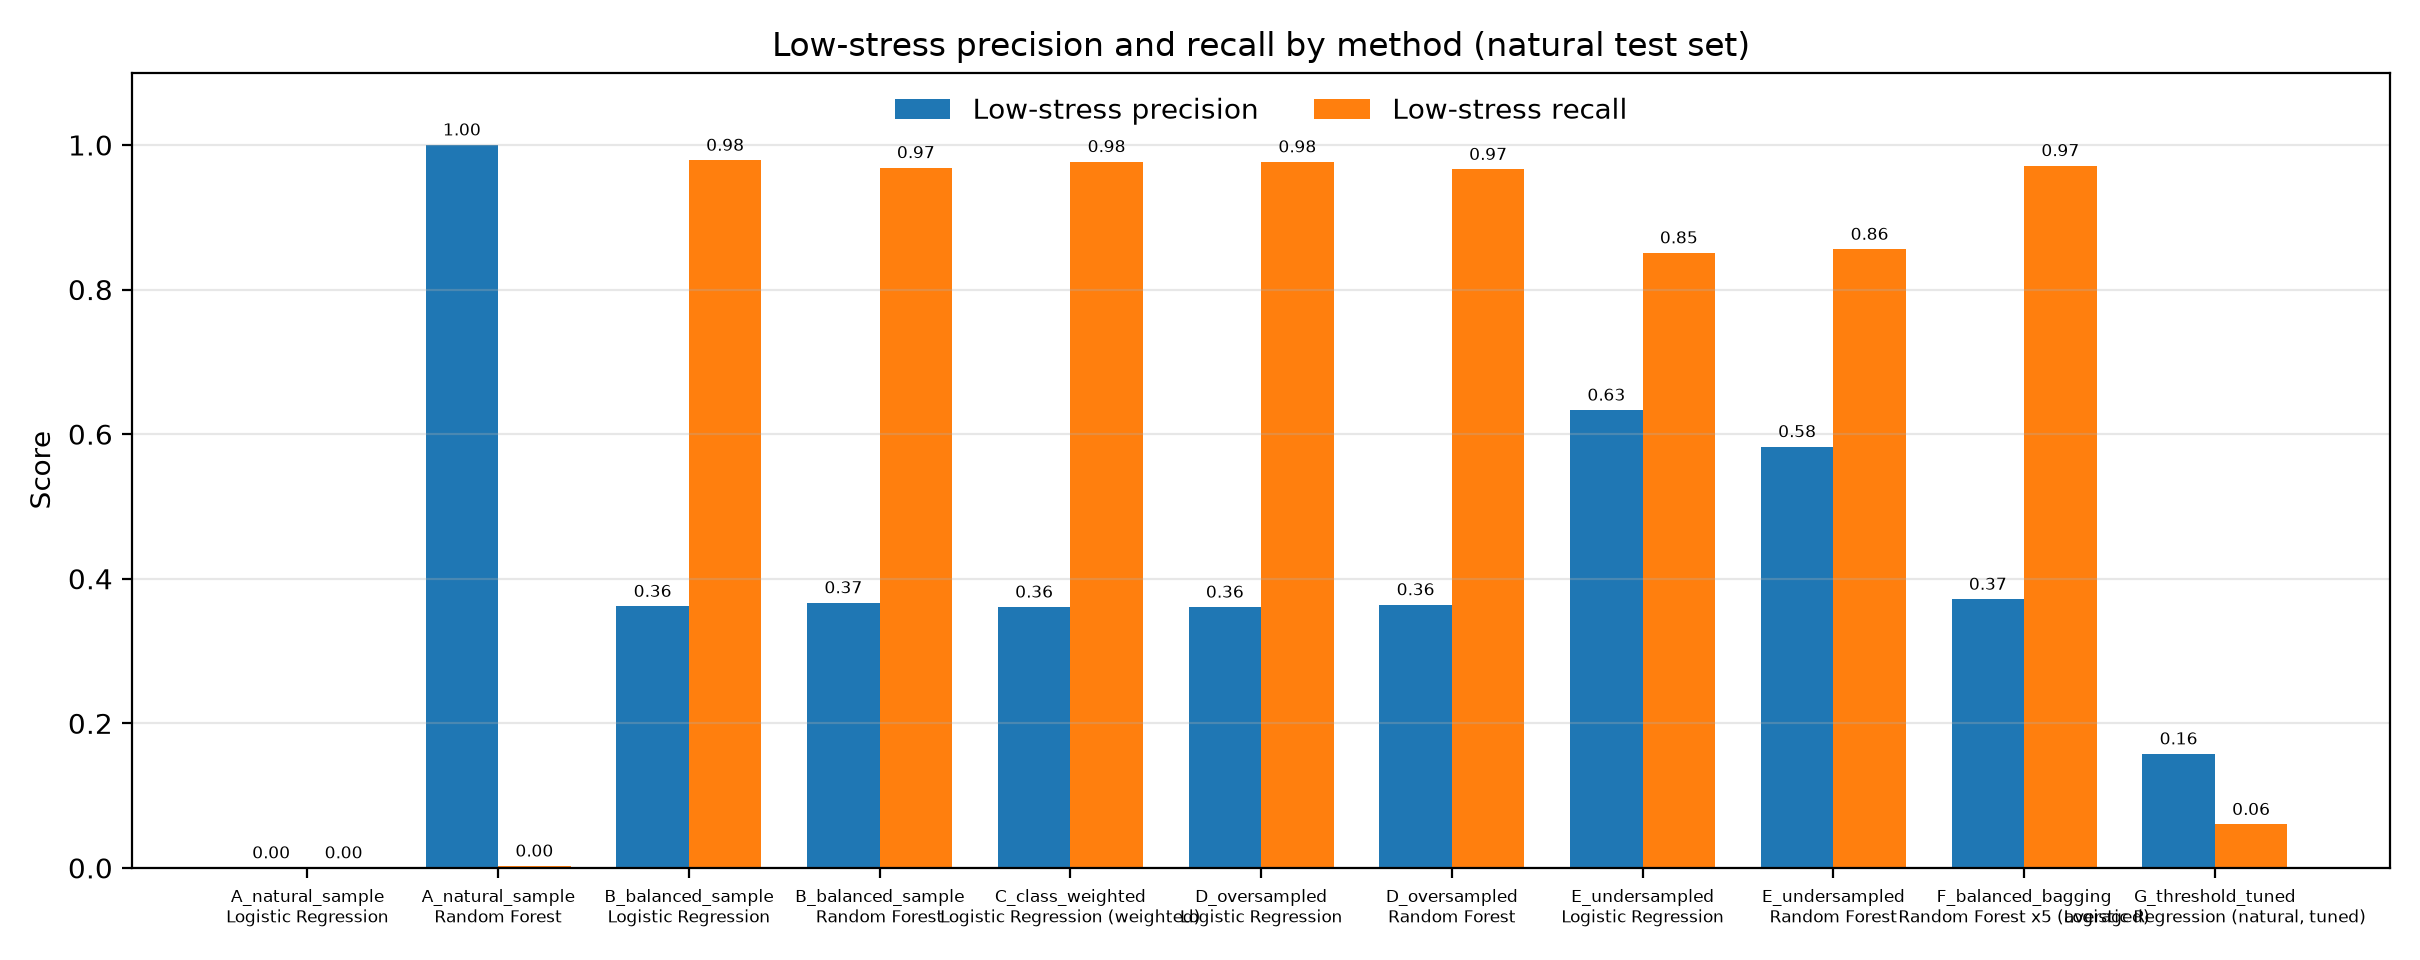 Low-stress precision and recall by method (natural test set)
Low-stress precision
Low-stress recall
Score
1.0
0.8
0.6
0.4
0.2
0.0
0.00
0.00
1.00
0.00
0.36
0.98
0.37
0.97
0.36
0.98
0.36
0.98
0.36
0.97
0.63
0.85
0.58
0.86
0.37
0.97
0.16
0.06
A_natural_sample
Logistic Regression
A_natural_sample
Random Forest
B_balanced_sample
Logistic Regression
B_balanced_sample
Random Forest
C_class_weighted
Logistic Regression (weighted)
D_oversampled
Logistic Regression
D_oversampled
Random Forest
E_undersampled
Logistic Regression
E_undersampled
Random Forest
F_balanced_bagging
Random Forest x5 (averaged)
G_threshold_tuned
Logistic Regression (natural, tuned)